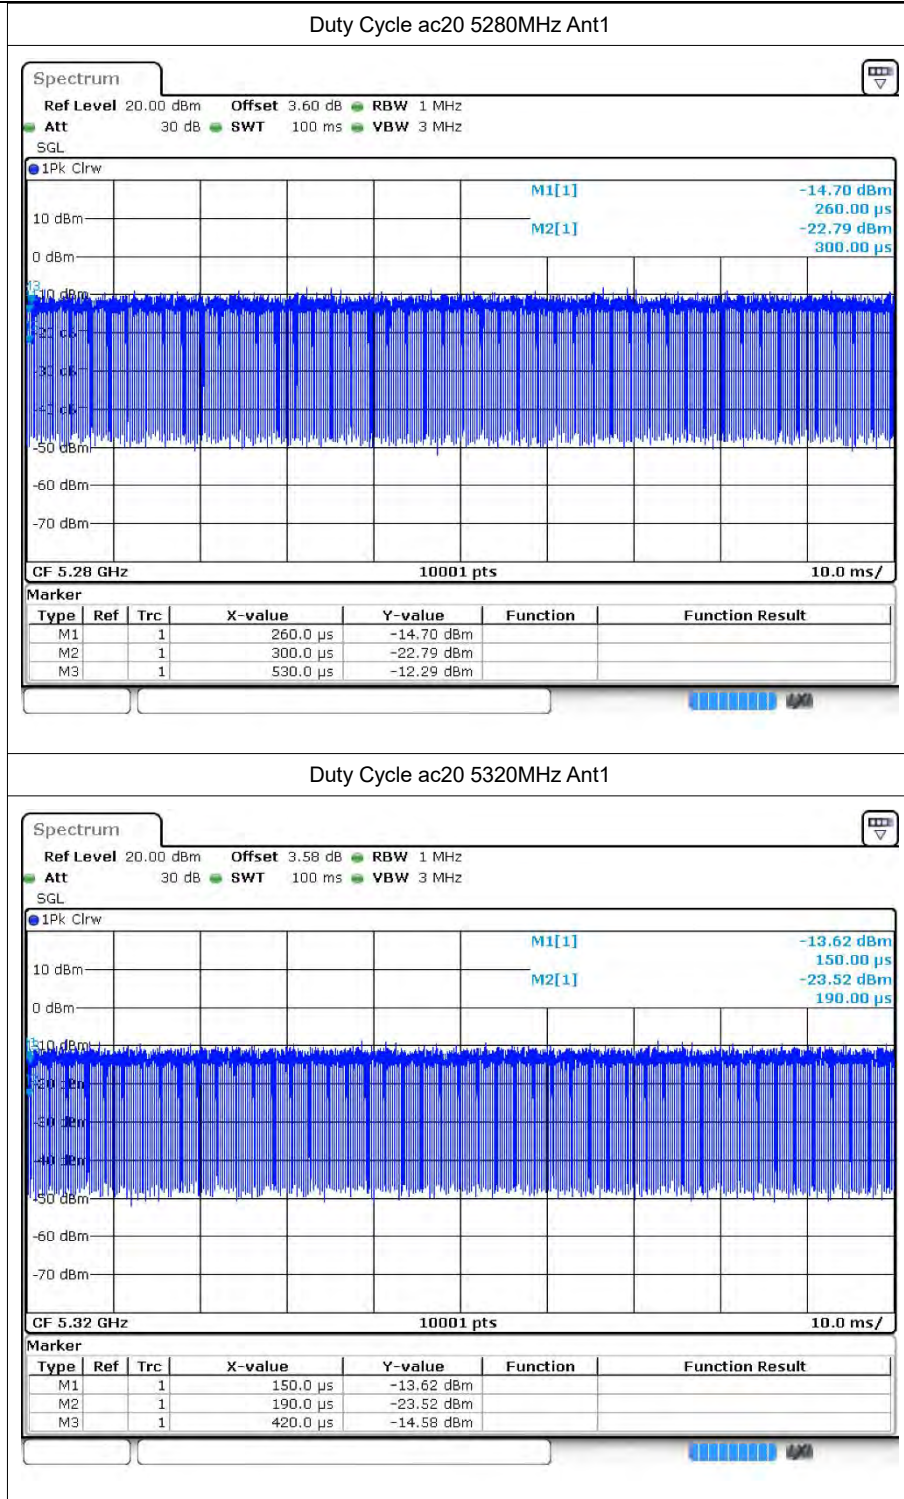 Duty Cycle ac20 5280MHz Ant1
Spectrum
Ref Level 20.00 dBm Offset 3.60 dB RBW 1 MHz
Att 30 dB SWT 100 ms VBW 3 MHz
SGL
1Pk Clrw
M1[1] -14.70 dBm
260.00 µs
10 dBm
M2[1] -22.79 dBm
300.00 µs
0 dBm
-50 dBm
-60 dBm
-70 dBm
CF 5.28 GHz 10001 pts 10.0 ms/
Marker
Type Ref Trc X-value Y-value Function Function Result
M1 1 260.0 µs -14.70 dBm
M2 1 300.0 µs -22.79 dBm
M3 1 530.0 µs -12.29 dBm
Duty Cycle ac20 5320MHz Ant1
Spectrum
Ref Level 20.00 dBm Offset 3.58 dB RBW 1 MHz
Att 30 dB SWT 100 ms VBW 3 MHz
SGL
1Pk Clrw
M1[1] -13.62 dBm
150.00 µs
10 dBm
M2[1] -23.52 dBm
190.00 µs
0 dBm
-50 dBm
-60 dBm
-70 dBm
CF 5.32 GHz 10001 pts 10.0 ms/
Marker
Type Ref Trc X-value Y-value Function Function Result
M1 1 150.0 µs -13.62 dBm
M2 1 190.0 µs -23.52 dBm
M3 1 420.0 µs -14.58 dBm